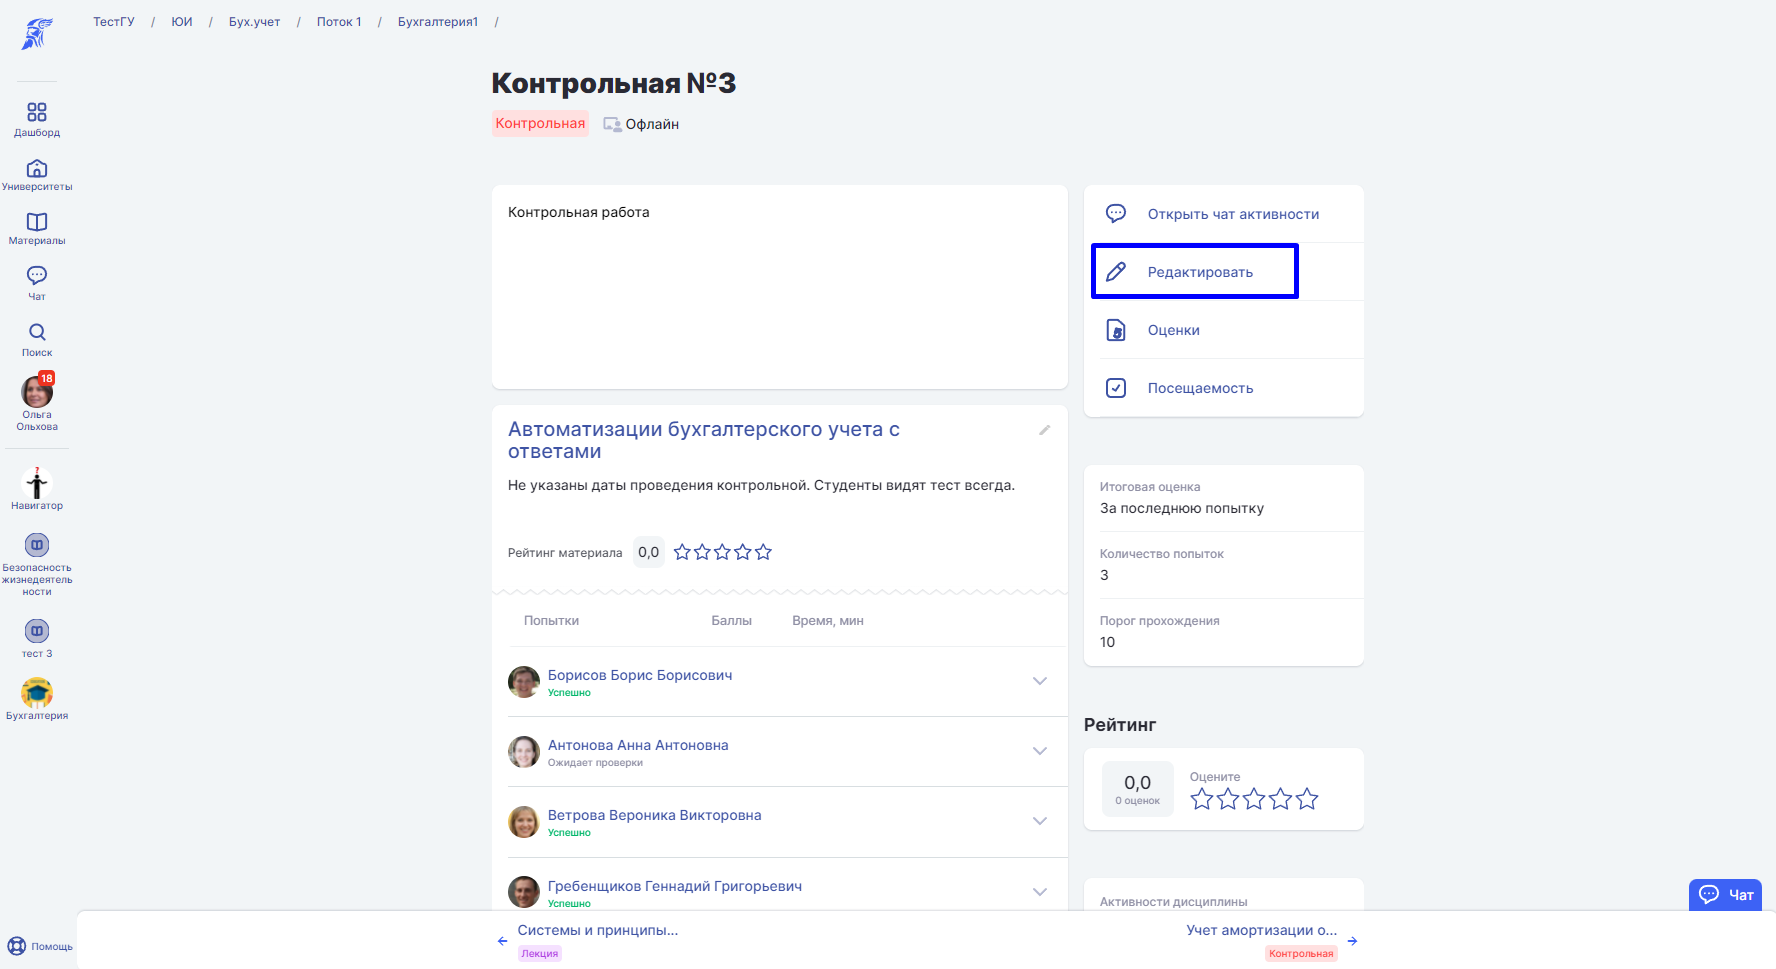 ТестГУ / ЮИ / Бух.учет / Поток 1 / Бухгалтерия1 /
Дашборд
Университеты
Материалы
Чат
Поиск
18
Ольга
Ольхова
?
Навигатор
Безопасность
жизнедеятель
ности
тест 3
Бухгалтерия
Помощь
Контрольная №3
Контрольная Офлайн
Контрольная работа
Автоматизации бухгалтерского учета с
ответами
Не указаны даты проведения контрольной. Студенты видят тест всегда.
Рейтинг материала 0,0
Попытки Баллы Время, мин
Борисов Борис Борисович
Успешно
Антонова Анна Антоновна
Ожидает проверки
Ветрова Вероника Викторовна
Успешно
Гребенщиков Геннадий Григорьевич
Успешно
Открыть чат активности
Редактировать
5
Оценки
Посещаемость
Итоговая оценка
За последнюю попытку
Количество попыток
3
Порог прохождения
10
Рейтинг
0,0
0 оценок
Оцените
Активности дисциплины
Чат
Системы и принципы...
Лекция
Учет амортизации о...
Контрольная